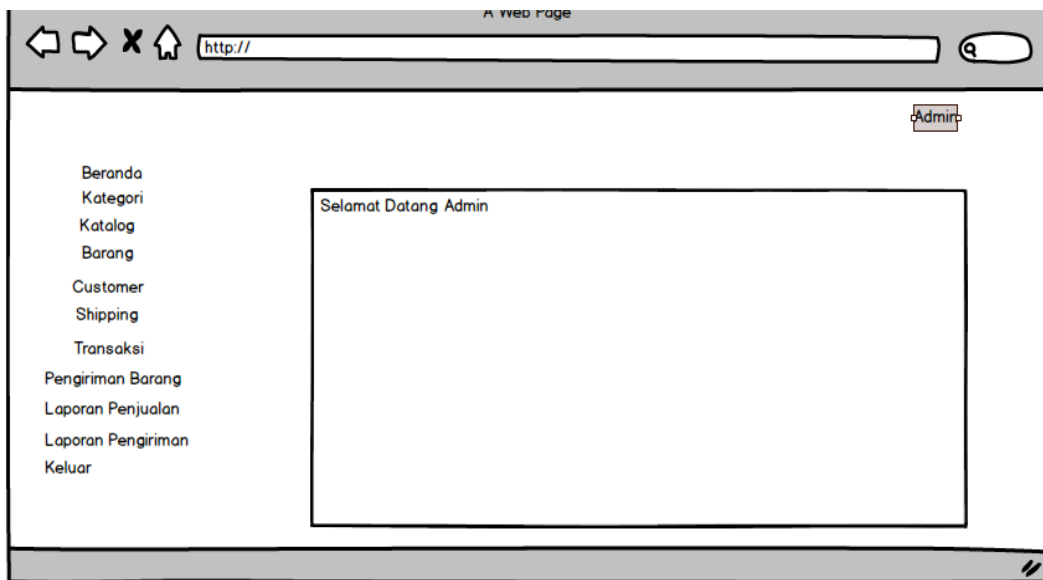 A Web Page
http://
Admin
Beranda
Kategori
Katalog
Barang
Customer
Shipping
Transaksi
Pengiriman Barang
Laporan Penjualan
Laporan Pengiriman
Keluar
Selamat Datang Admin